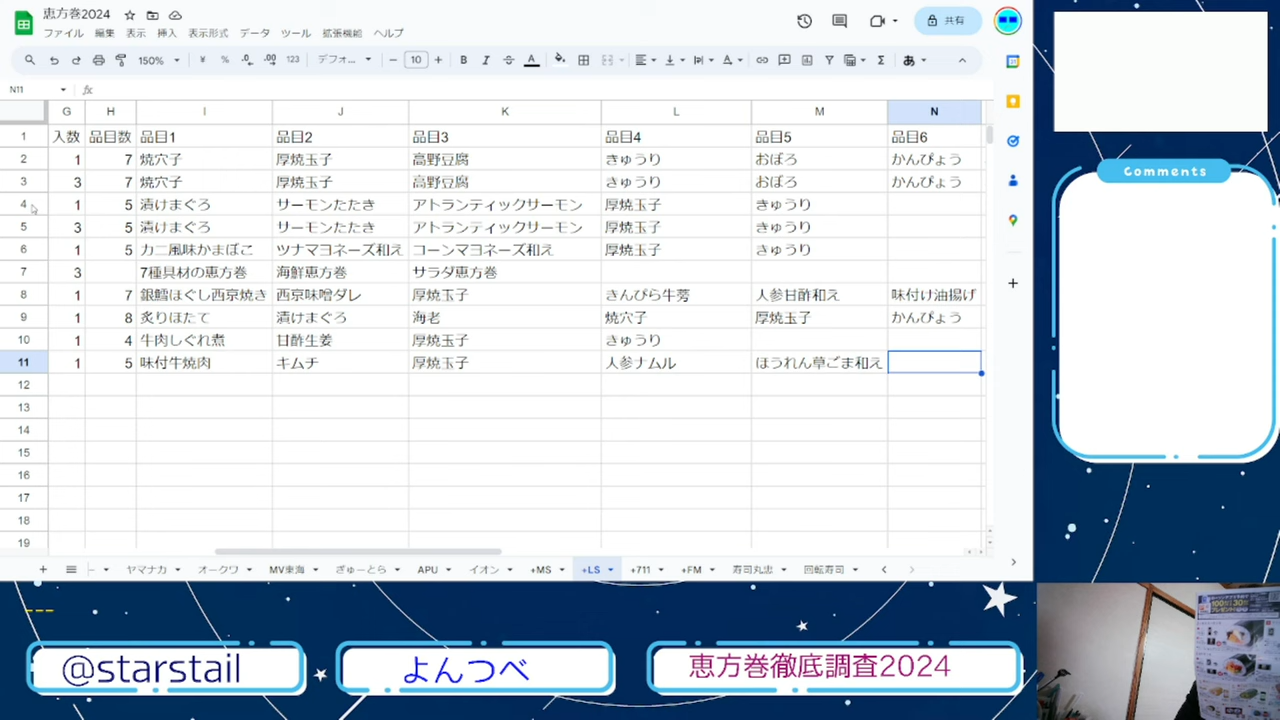 恵方巻2024
ファイル 編集 表示 挿入 表示形式 データ ツール 拡張機能 ヘルプ
共有
150% ¥ % .0 .00 123 デフォ... − 10 + B I A あ
N11 fx
G H I J K L M N
1 入数 品目数 品目1 品目2 品目3 品目4 品目5 品目6
2 1 7 焼穴子 厚焼玉子 高野豆腐 きゅうり おぼろ かんぴょう
3 3 7 焼穴子 厚焼玉子 高野豆腐 きゅうり おぼろ かんぴょう
4 1 5 漬けまぐろ サーモンたたき アトランティックサーモン 厚焼玉子 きゅうり
5 3 5 漬けまぐろ サーモンたたき アトランティックサーモン 厚焼玉子 きゅうり
6 1 5 カニ風味かまぼこ ツナマヨネーズ和え コーンマヨネーズ和え 厚焼玉子 きゅうり
7 3 7種具材の恵方巻 海鮮恵方巻 サラダ恵方巻
8 1 7 銀鱈ほぐし西京焼き 西京味噌ダレ 厚焼玉子 きんぴら牛蒡 人参甘酢和え 味付け油揚げ
9 1 8 炙りほたて 漬けまぐろ 海老 焼穴子 厚焼玉子 かんぴょう
10 1 4 牛肉しぐれ煮 甘酢生姜 厚焼玉子 きゅうり
11 1 5 味付牛焼肉 キムチ 厚焼玉子 人参ナムル ほうれん草ごま和え
12
13
14
15
16
17
18
19
ヤマナカ オークワ MV東海 ぎゅーとら APU イオン +MS +LS +711 +FM 寿司丸忠 回転寿司
Comments
@starstail
よんつべ
恵方巻徹底調査2024